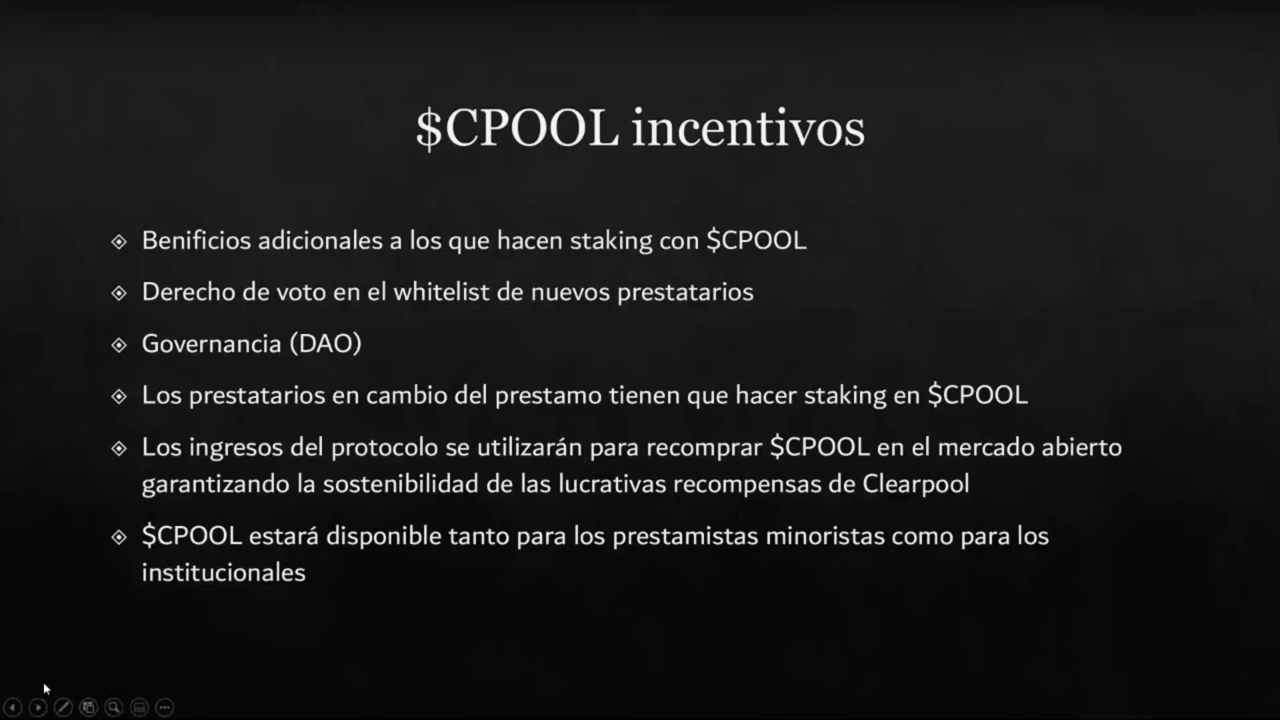 $CPOOL incentivos
Benificios adicionales a los que hacen staking con $CPOOL
Derecho de voto en el whitelist de nuevos prestatarios
Governancia (DAO)
Los prestatarios en cambio del prestamo tienen que hacer staking en $CPOOL
Los ingresos del protocolo se utilizarán para recomprar $CPOOL en el mercado abierto
garantizando la sostenibilidad de las lucrativas recompensas de Clearpool
$CPOOL estará disponible tanto para los prestamistas minoristas como para los
institucionales